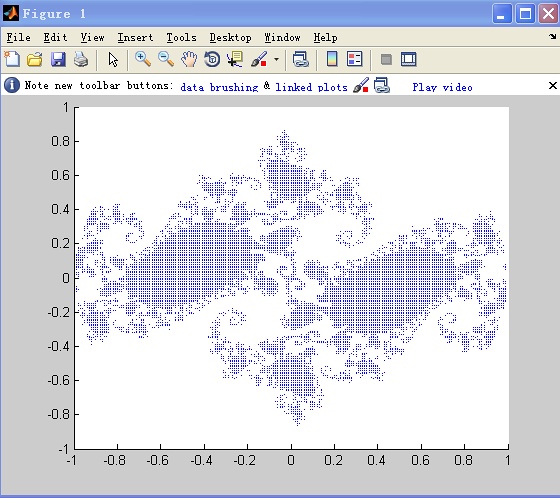 Figure 1
File Edit View Insert Tools Desktop Window Help
Note new toolbar buttons: data brushing & linked plots Play video
1
0.8
0.6
0.4
0.2
0
-0.2
-0.4
-0.6
-0.8
-1
-1 -0.8 -0.6 -0.4 -0.2 0 0.2 0.4 0.6 0.8 1